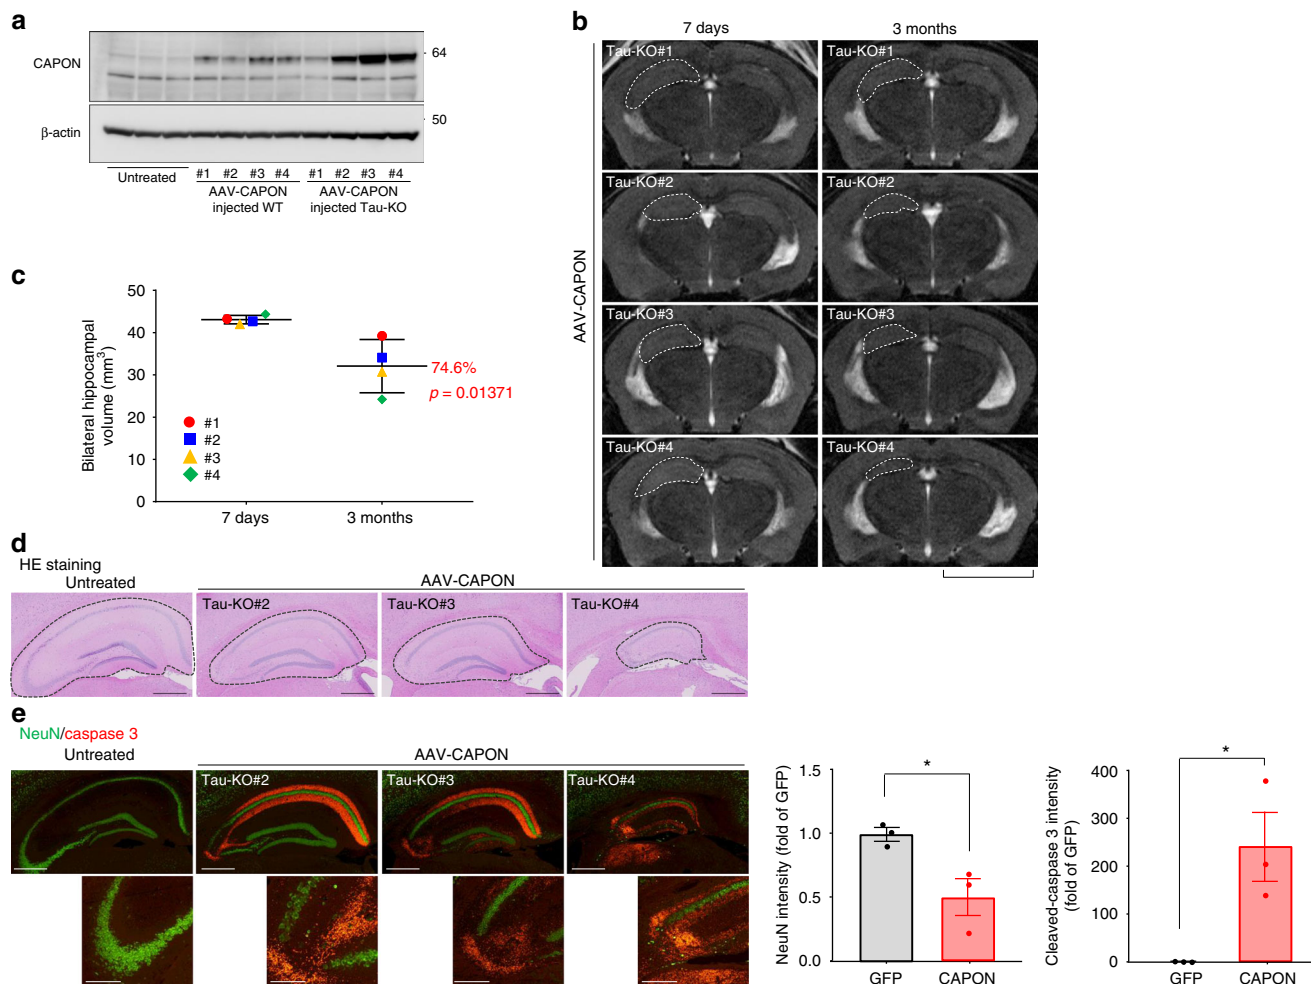 a
CAPON
64
50
β-actin
Untreated
#1 #2 #3 #4 #1 #2 #3 #4
AAV-CAPON injected WT
AAV-CAPON injected Tau-KO
b
7 days
3 months
AAV-CAPON
Tau-KO#1
Tau-KO#1
Tau-KO#2
Tau-KO#2
Tau-KO#3
Tau-KO#3
Tau-KO#4
Tau-KO#4
c
Bilateral hippocampal volume (mm³)
50
40
30
20
10
0
#1
#2
#3
#4
74.6%
p = 0.01371
7 days
3 months
d
HE staining
Untreated
AAV-CAPON
Tau-KO#2
Tau-KO#3
Tau-KO#4
e
NeuN/caspase 3
Untreated
AAV-CAPON
Tau-KO#2
Tau-KO#3
Tau-KO#4
NeuN intensity (fold of GFP)
1.5
1.0
0.5
0.0
*
GFP
CAPON
Cleaved-caspase 3 intensity (fold of GFP)
400
300
200
100
0
*
GFP
CAPON